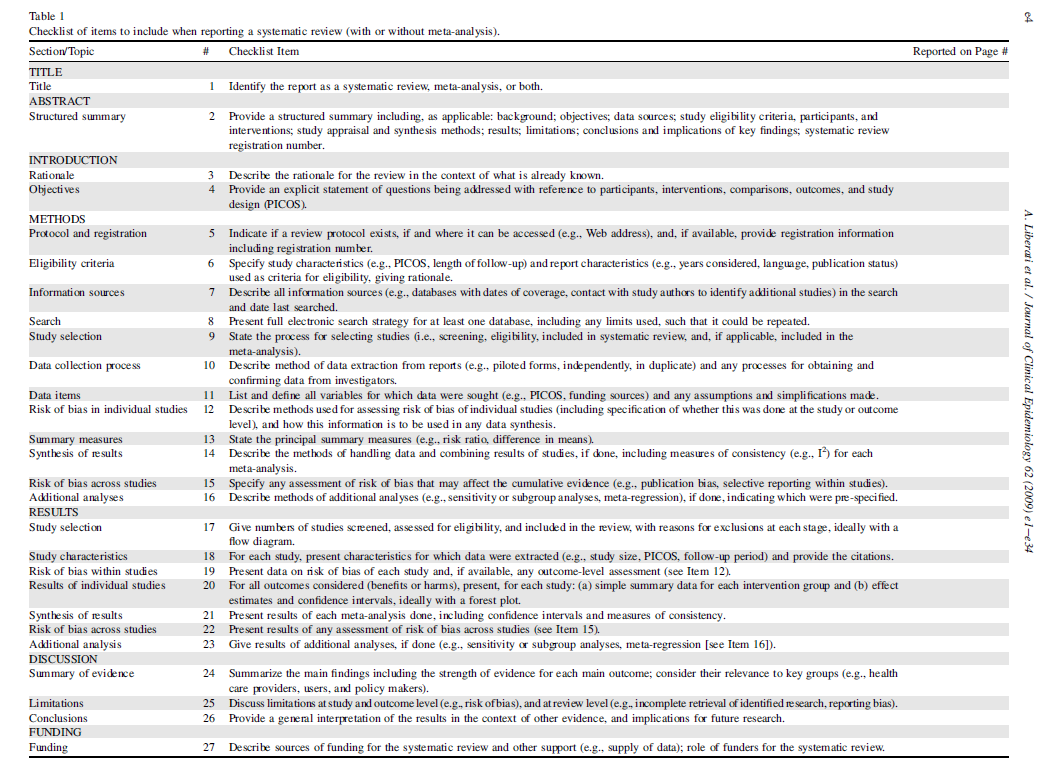 Table 1
Checklist of items to include when reporting a systematic review (with or without meta-analysis).
Section/Topic # Checklist Item Reported on Page #
TITLE
Title 1 Identify the report as a systematic review, meta-analysis, or both.
ABSTRACT
Structured summary 2 Provide a structured summary including, as applicable: background; objectives; data sources; study eligibility criteria, participants, and
interventions; study appraisal and synthesis methods; results; limitations; conclusions and implications of key findings; systematic review
registration number.
INTRODUCTION
Rationale 3 Describe the rationale for the review in the context of what is already known.
Objectives 4 Provide an explicit statement of questions being addressed with reference to participants, interventions, comparisons, outcomes, and study
design (PICOS).
METHODS
Protocol and registration 5 Indicate if a review protocol exists, if and where it can be accessed (e.g., Web address), and, if available, provide registration information
including registration number.
Eligibility criteria 6 Specify study characteristics (e.g., PICOS, length of follow-up) and report characteristics (e.g., years considered, language, publication status)
used as criteria for eligibility, giving rationale.
Information sources 7 Describe all information sources (e.g., databases with dates of coverage, contact with study authors to identify additional studies) in the search
and date last searched.
Search 8 Present full electronic search strategy for at least one database, including any limits used, such that it could be repeated.
Study selection 9 State the process for selecting studies (i.e., screening, eligibility, included in systematic review, and, if applicable, included in the
meta-analysis).
Data collection process 10 Describe method of data extraction from reports (e.g., piloted forms, independently, in duplicate) and any processes for obtaining and
confirming data from investigators.
Data items 11 List and define all variables for which data were sought (e.g., PICOS, funding sources) and any assumptions and simplifications made.
Risk of bias in individual studies 12 Describe methods used for assessing risk of bias of individual studies (including specification of whether this was done at the study or outcome
level), and how this information is to be used in any data synthesis.
Summary measures 13 State the principal summary measures (e.g., risk ratio, difference in means).
Synthesis of results 14 Describe the methods of handling data and combining results of studies, if done, including measures of consistency (e.g., I²) for each
meta-analysis.
Risk of bias across studies 15 Specify any assessment of risk of bias that may affect the cumulative evidence (e.g., publication bias, selective reporting within studies).
Additional analyses 16 Describe methods of additional analyses (e.g., sensitivity or subgroup analyses, meta-regression), if done, indicating which were pre-specified.
RESULTS
Study selection 17 Give numbers of studies screened, assessed for eligibility, and included in the review, with reasons for exclusions at each stage, ideally with a
flow diagram.
Study characteristics 18 For each study, present characteristics for which data were extracted (e.g., study size, PICOS, follow-up period) and provide the citations.
Risk of bias within studies 19 Present data on risk of bias of each study and, if available, any outcome-level assessment (see Item 12).
Results of individual studies 20 For all outcomes considered (benefits or harms), present, for each study: (a) simple summary data for each intervention group and (b) effect
estimates and confidence intervals, ideally with a forest plot.
Synthesis of results 21 Present results of each meta-analysis done, including confidence intervals and measures of consistency.
Risk of bias across studies 22 Present results of any assessment of risk of bias across studies (see Item 15).
Additional analysis 23 Give results of additional analyses, if done (e.g., sensitivity or subgroup analyses, meta-regression [see Item 16]).
DISCUSSION
Summary of evidence 24 Summarize the main findings including the strength of evidence for each main outcome; consider their relevance to key groups (e.g., health
care providers, users, and policy makers).
Limitations 25 Discuss limitations at study and outcome level (e.g., risk of bias), and at review level (e.g., incomplete retrieval of identified research, reporting bias).
Conclusions 26 Provide a general interpretation of the results in the context of other evidence, and implications for future research.
FUNDING
Funding 27 Describe sources of funding for the systematic review and other support (e.g., supply of data); role of funders for the systematic review.
e4
A. Liberati et al. / Journal of Clinical Epidemiology 62 (2009) e1–e34